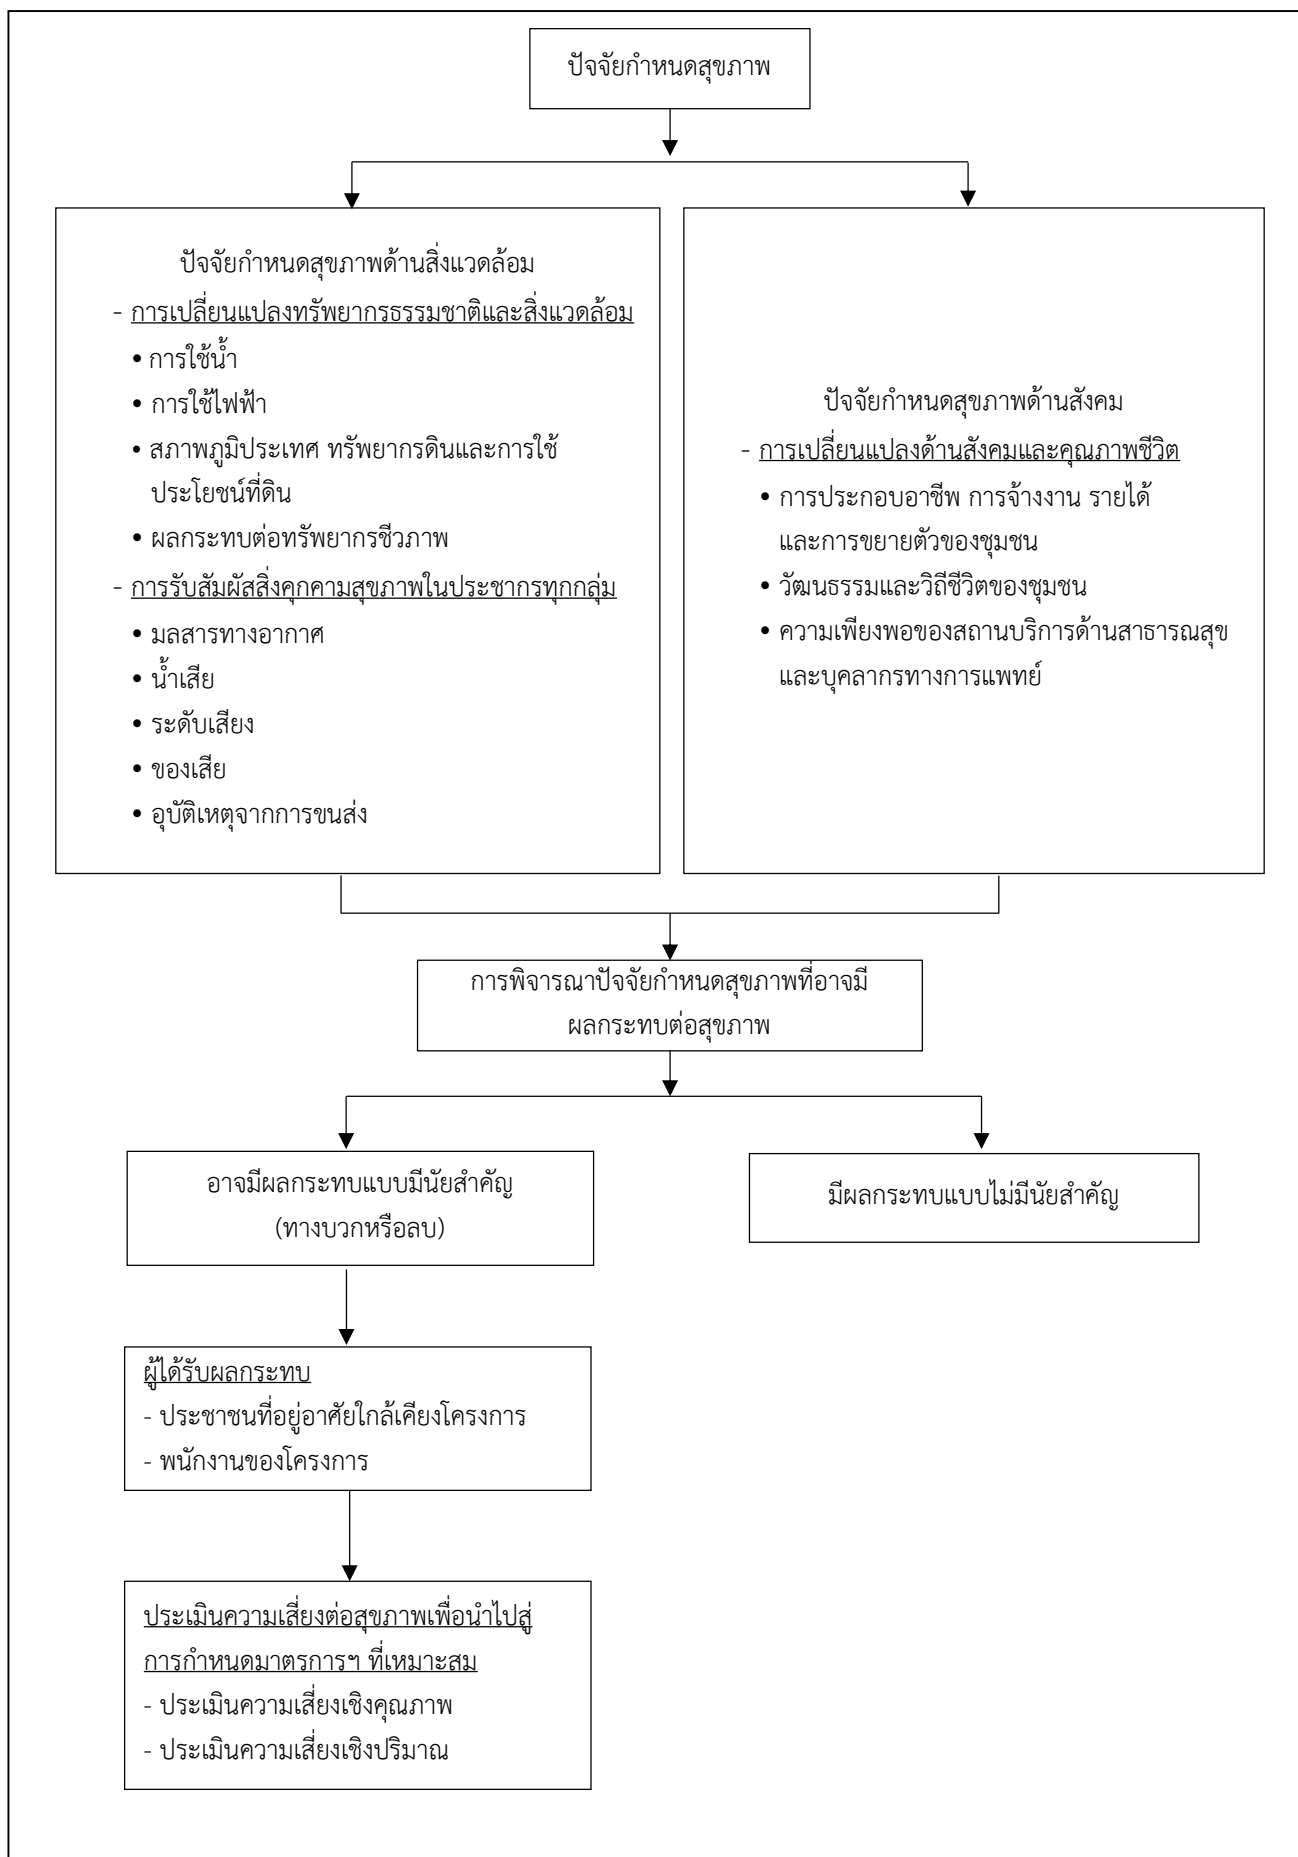 ปัจจัยกำหนดสุขภาพ
ปัจจัยกำหนดสุขภาพด้านสิ่งแวดล้อม
- การเปลี่ยนแปลงทรัพยากรธรรมชาติและสิ่งแวดล้อม
• การใช้น้ำ
• การใช้ไฟฟ้า
• สภาพภูมิประเทศ ทรัพยากรดินและการใช้
ประโยชน์ที่ดิน
• ผลกระทบต่อทรัพยากรชีวภาพ
- การรับสัมผัสสิ่งคุกคามสุขภาพในประชากรทุกกลุ่ม
• มลสารทางอากาศ
• น้ำเสีย
• ระดับเสียง
• ของเสีย
• อุบัติเหตุจากการขนส่ง
ปัจจัยกำหนดสุขภาพด้านสังคม
- การเปลี่ยนแปลงด้านสังคมและคุณภาพชีวิต
• การประกอบอาชีพ การจ้างงาน รายได้
และการขยายตัวของชุมชน
• วัฒนธรรมและวิถีชีวิตของชุมชน
• ความเพียงพอของสถานบริการด้านสาธารณสุข
และบุคลากรทางการแพทย์
การพิจารณาปัจจัยกำหนดสุขภาพที่อาจมี
ผลกระทบต่อสุขภาพ
อาจมีผลกระทบแบบมีนัยสำคัญ
(ทางบวกหรือลบ)
มีผลกระทบแบบไม่มีนัยสำคัญ
ผู้ได้รับผลกระทบ
- ประชาชนที่อยู่อาศัยใกล้เคียงโครงการ
- พนักงานของโครงการ
ประเมินความเสี่ยงต่อสุขภาพเพื่อนำไปสู่
การกำหนดมาตรการฯ ที่เหมาะสม
- ประเมินความเสี่ยงเชิงคุณภาพ
- ประเมินความเสี่ยงเชิงปริมาณ